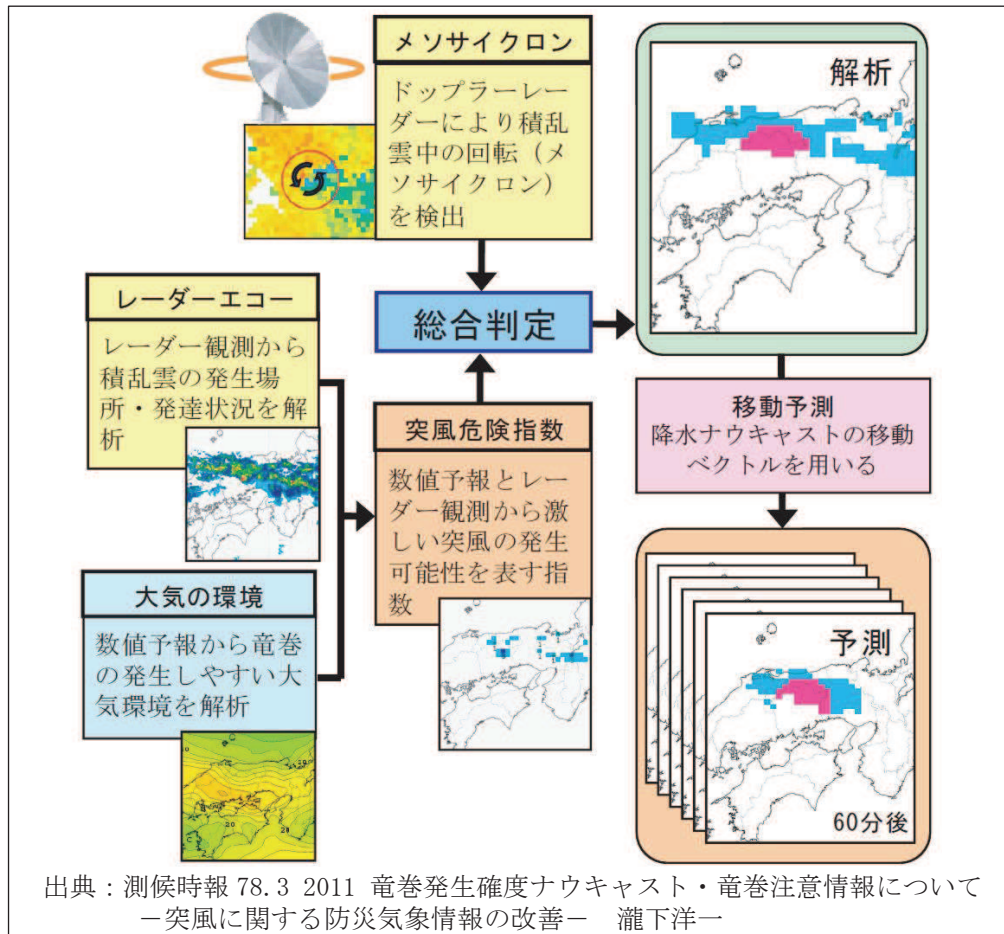 メソサイクロン
ドップラーレー
ダーにより積乱
雲中の回転（メ
ソサイクロン）
を検出
解析
レーダーエコー
レーダー観測から
積乱雲の発生場
所・発達状況を解
析
総合判定
大気の環境
数値予報から竜巻
の発生しやすい大
気環境を解析
20
突風危険指数
数値予報とレー
ダー観測から激
しい突風の発生
可能性を表す指
数
移動予測
降水ナウキャストの移動
ベクトルを用いる
予測
60分後
出典：測候時報 78.3 2011 竜巻発生確度ナウキャスト・竜巻注意情報について
－突風に関する防災気象情報の改善－　瀧下洋一